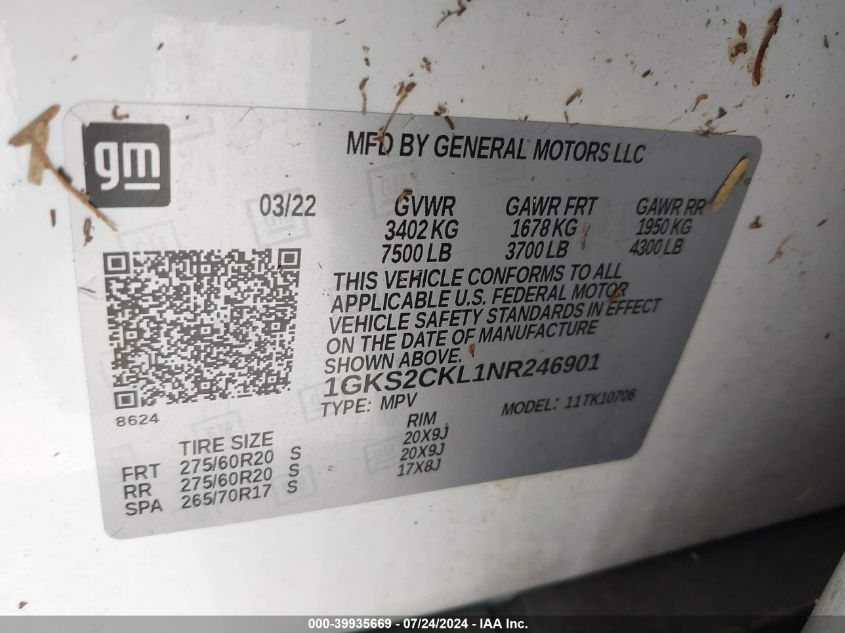 gm
MFD BY GENERAL MOTORS LLC
03/22 GVWR GAWR FRT GAWR RR
3402 KG 1678 KG 1950 KG
7500 LB 3700 LB 4300 LB
THIS VEHICLE CONFORMS TO ALL
APPLICABLE U.S. FEDERAL MOTOR
VEHICLE SAFETY STANDARDS IN EFFECT
ON THE DATE OF MANUFACTURE
SHOWN ABOVE.
1GKS2CKL1NR246901
8624 TYPE: MPV MODEL: 11TK10706
TIRE SIZE RIM
FRT 275/60R20 S 20X9J
RR 275/60R20 S 20X9J
SPA 265/70R17 S 17X8J
000-39935669 - 07/24/2024 - IAA Inc.